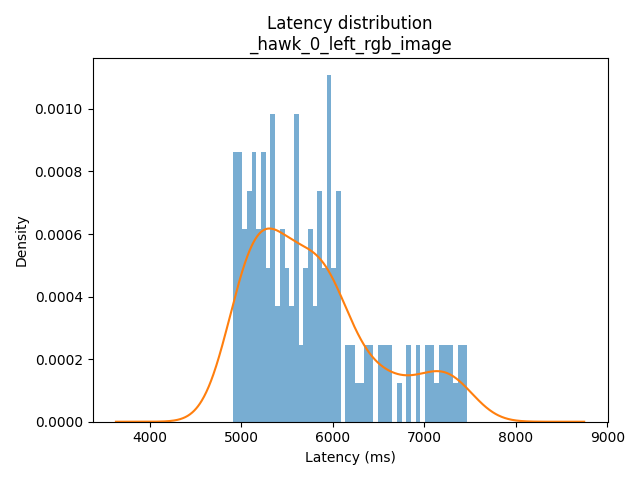 Latency distribution
_hawk_0_left_rgb_image
Density
0.0010
0.0008
0.0006
0.0004
0.0002
0.0000
4000 5000 6000 7000 8000 9000
Latency (ms)